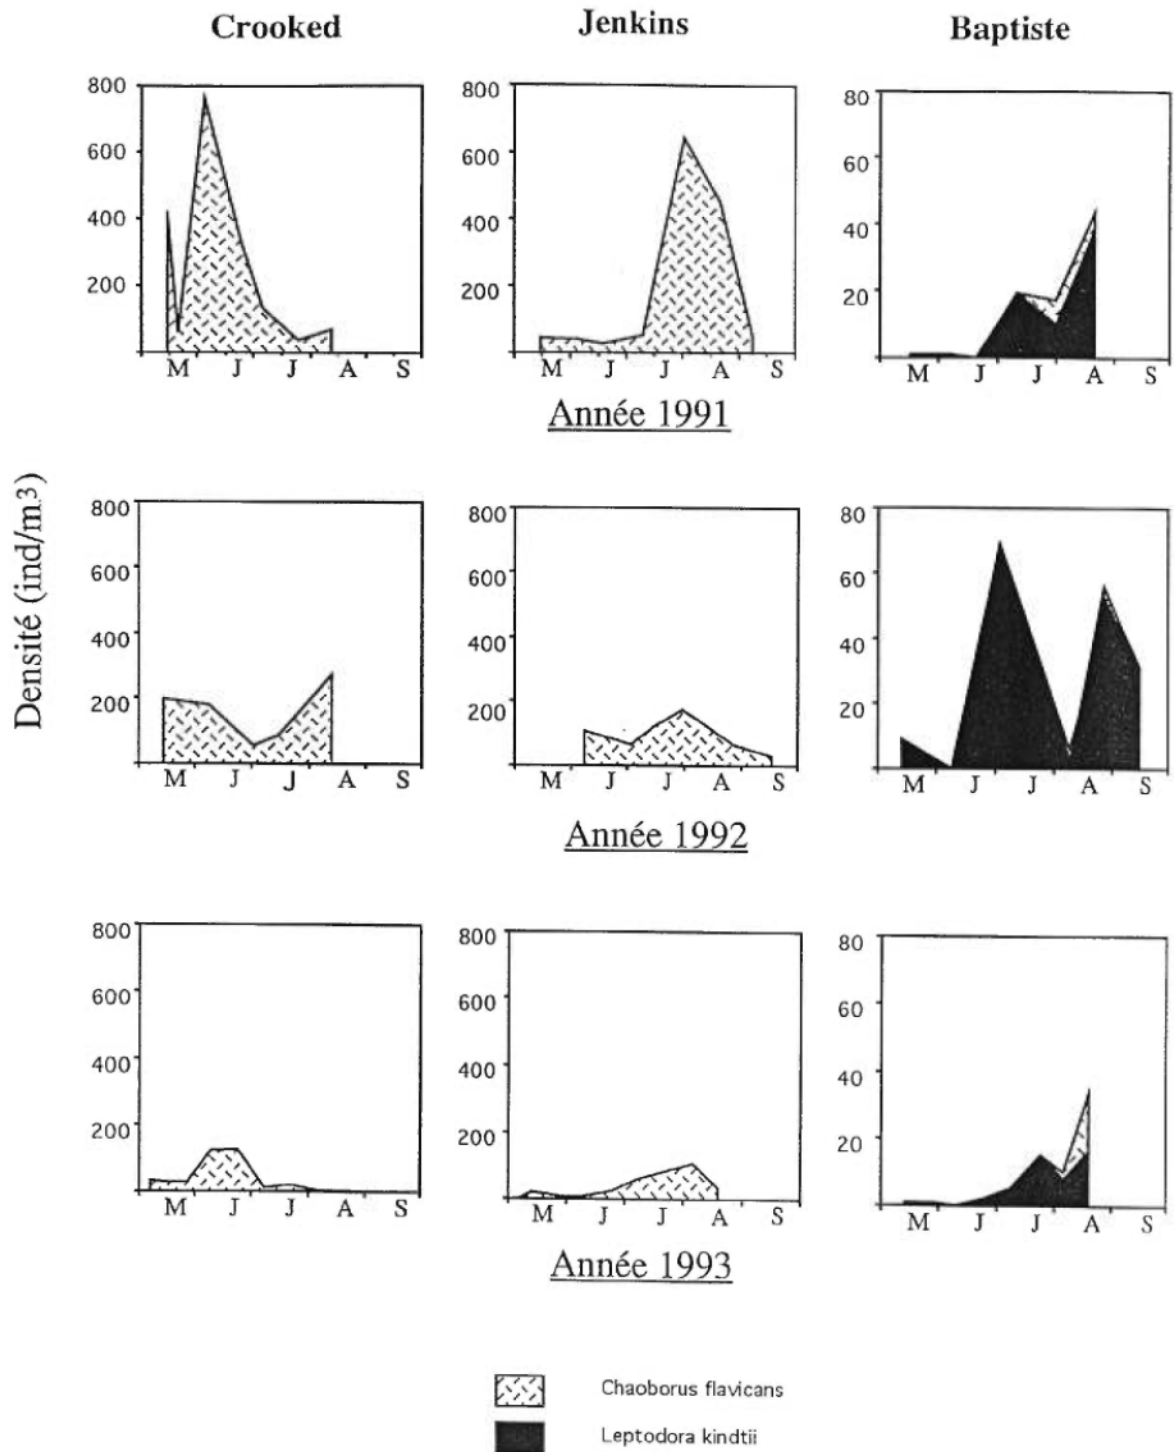 Crooked Jenkins Baptiste
800 800 80
600 600 60
400 400 40
200 200 20
M J J A S M J J A S M J J A S
Année 1991
Densité (ind/m3)
800 800 80
600 600 60
400 400 40
200 200 20
M J J A S M J J A S M J J A S
Année 1992
800 800 80
600 600 60
400 400 40
200 200 20
M J J A S M J J A S M J J A S
Année 1993
Chaoborus flavicans
Leptodora kindtii